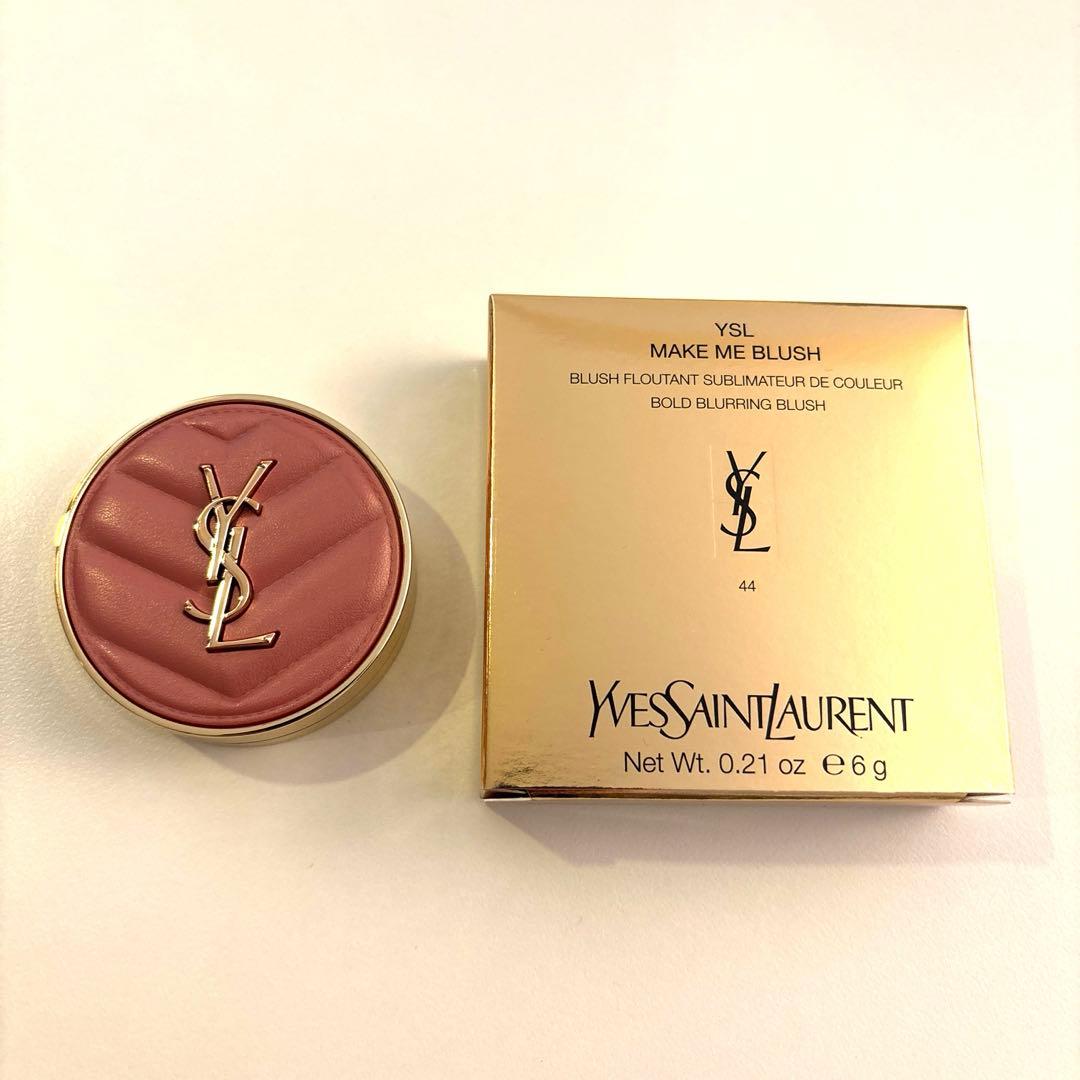 YSL
YSL
MAKE ME BLUSH
BLUSH FLOUTANT SUBLIMATEUR DE COULEUR
BOLD BLURRING BLUSH
YSL
44
YVESSAINTLAURENT
Net Wt. 0.21 oz ℮ 6 g